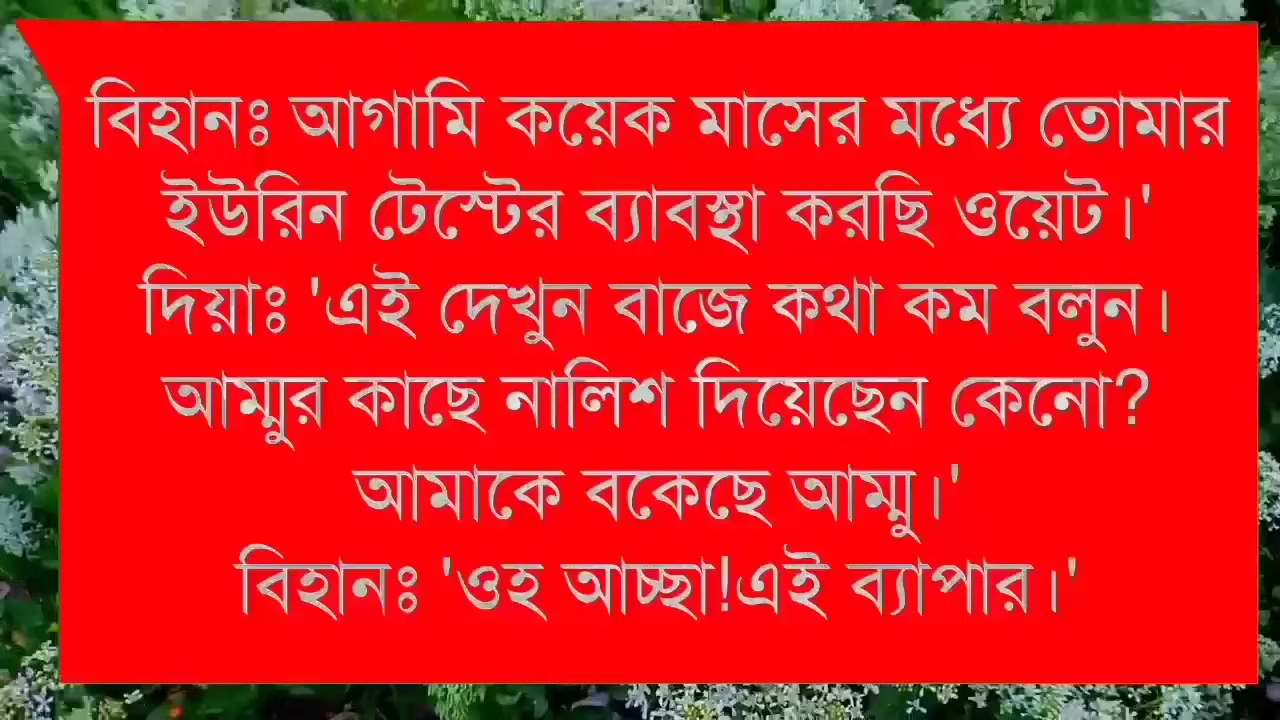 বিহানঃ আগামি কয়েক মাসের মধ্যে তোমার
ইউরিন টেস্টের ব্যাবস্থা করছি ওয়েট।'
দিয়াঃ 'এই দেখুন বাজে কথা কম বলুন।
আম্মুর কাছে নালিশ দিয়েছেন কেনো?
আমাকে বকেছে আম্মু।'
বিহানঃ 'ওহ আচ্ছা!এই ব্যাপার।'